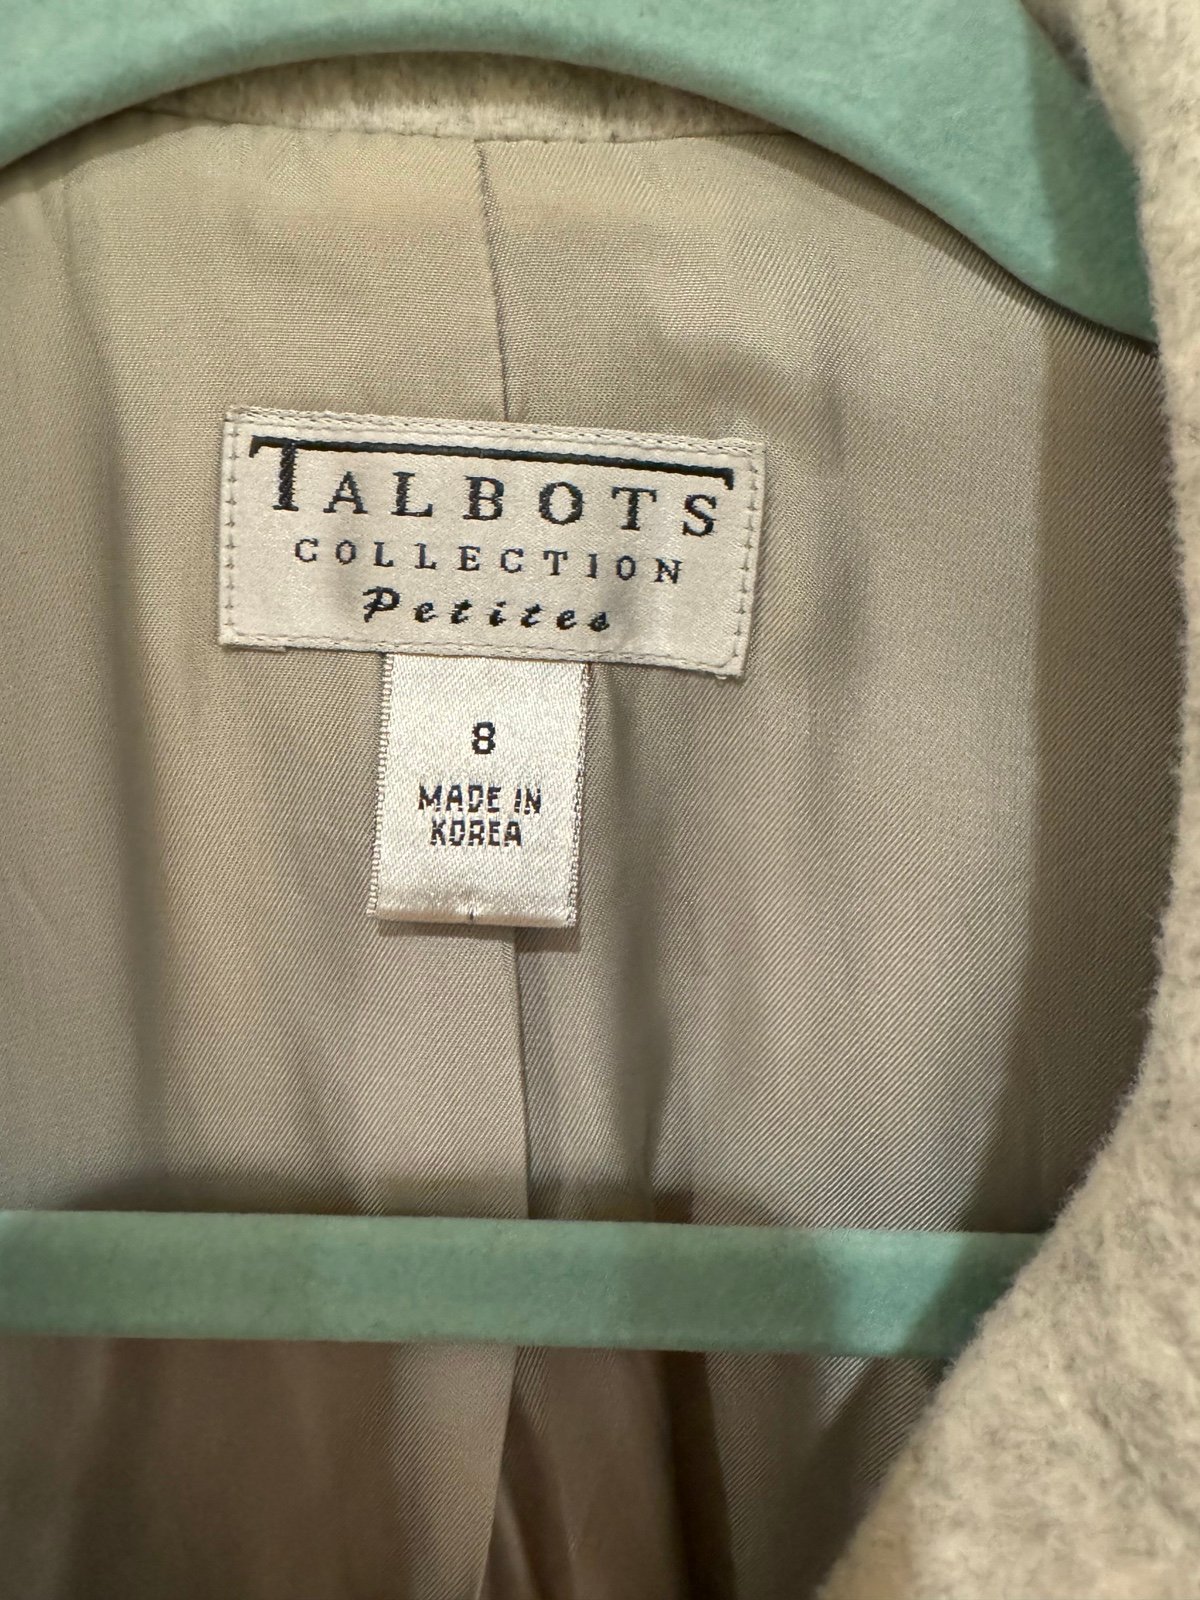 TALBOTS
COLLECTION
Petites
8
MADE IN
KOREA